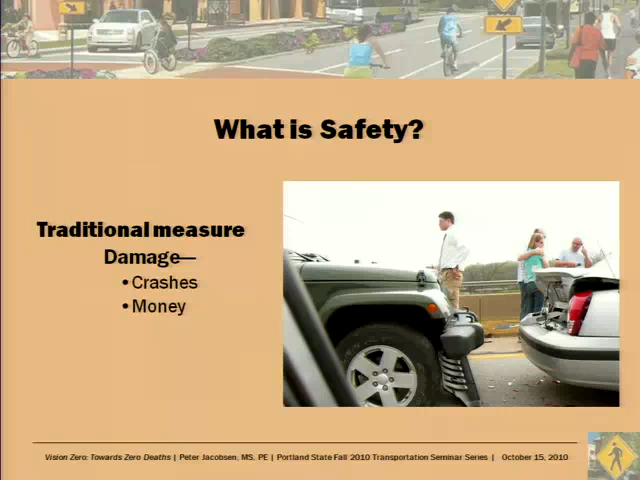 What is Safety?
Traditional measure
Damage—
•Crashes
•Money
Vision Zero: Towards Zero Deaths | Peter Jacobsen, MS, PE | Portland State Fall 2010 Transportation Seminar Series | October 15, 2010